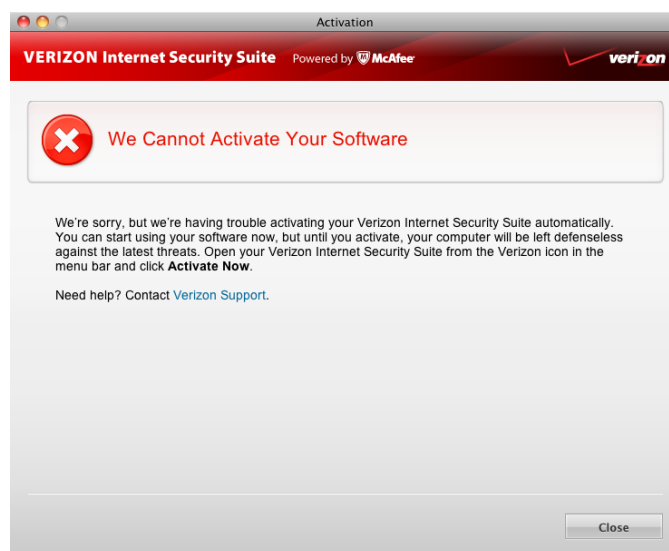 Activation
VERIZON Internet Security Suite Powered by McAfee verizon
We Cannot Activate Your Software
We're sorry, but we're having trouble activating your Verizon Internet Security Suite automatically.
You can start using your software now, but until you activate, your computer will be left defenseless
against the latest threats. Open your Verizon Internet Security Suite from the Verizon icon in the
menu bar and click Activate Now.
Need help? Contact Verizon Support.
Close